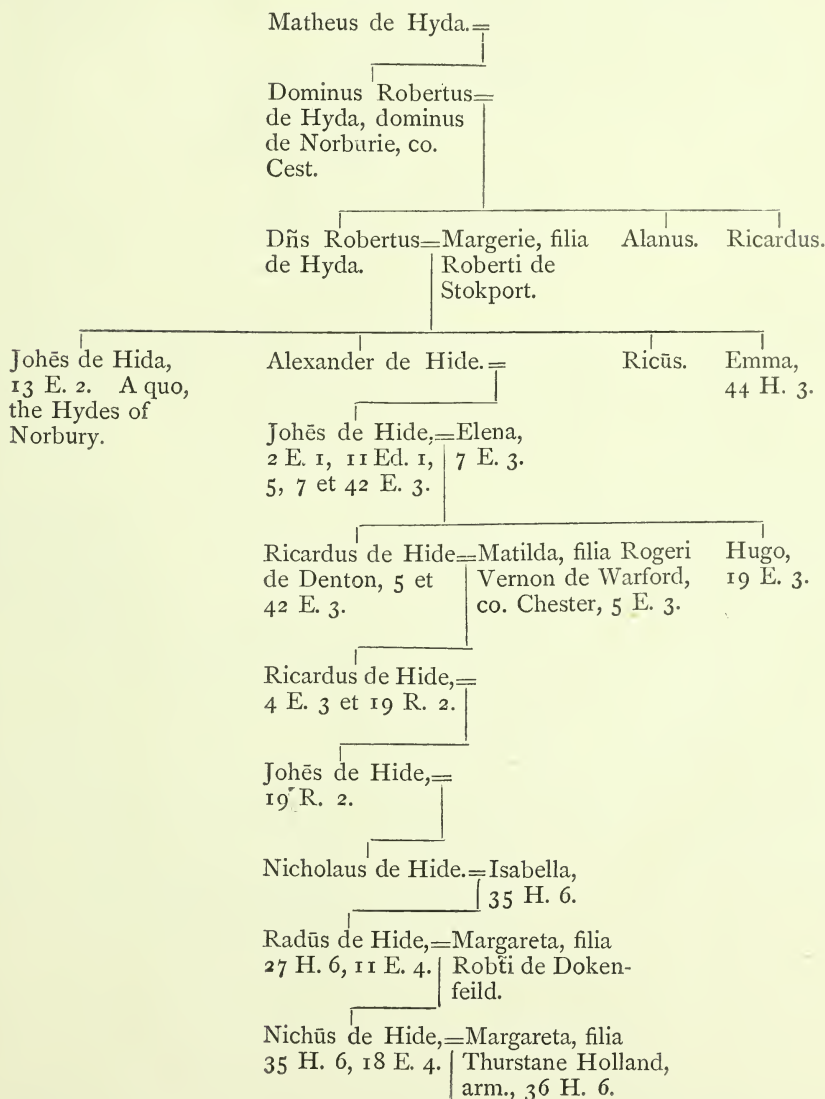 Matheus de Hyda.=
Dominus Robertus=
de Hyda, dominus
de Norburie, co.
Cest.
Dñs Robertus=Margerie, filia
de Hyda. Roberti de
Stokport.
Alanus.
Ricardus.
Johēs de Hida,
13 E. 2. A quo,
the Hydes of
Norbury.
Alexander de Hide.=
Ricūs.
Emma,
44 H. 3.
Johēs de Hide,=Elena,
2 E. 1, 11 Ed. 1, 7 E. 3.
5, 7 et 42 E. 3.
Ricardus de Hide=Matilda, filia Rogeri
de Denton, 5 et Vernon de Warford,
42 E. 3. co. Chester, 5 E. 3.
Hugo,
19 E. 3.
Ricardus de Hide,=
4 E. 3 et 19 R. 2.
Johēs de Hide,=
19 R. 2.
Nicholaus de Hide.=Isabella,
35 H. 6.
Radūs de Hide,=Margareta, filia
27 H. 6, 11 E. 4. Robti de Doken-
feild.
Nichūs de Hide,=Margareta, filia
35 H. 6, 18 E. 4. Thurstane Holland,
arm., 36 H. 6.